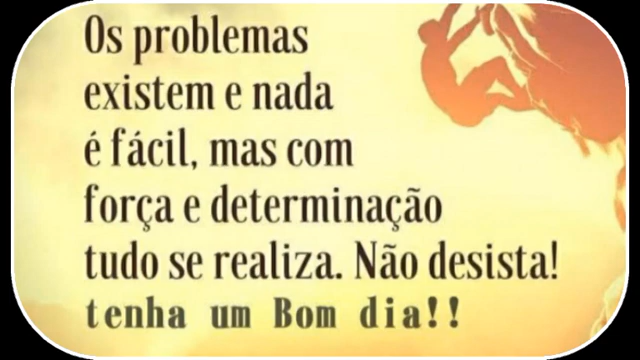 Os problemas
existem e nada
é fácil, mas com
força e determinação
tudo se realiza. Não desista!
tenha um Bom dia!!